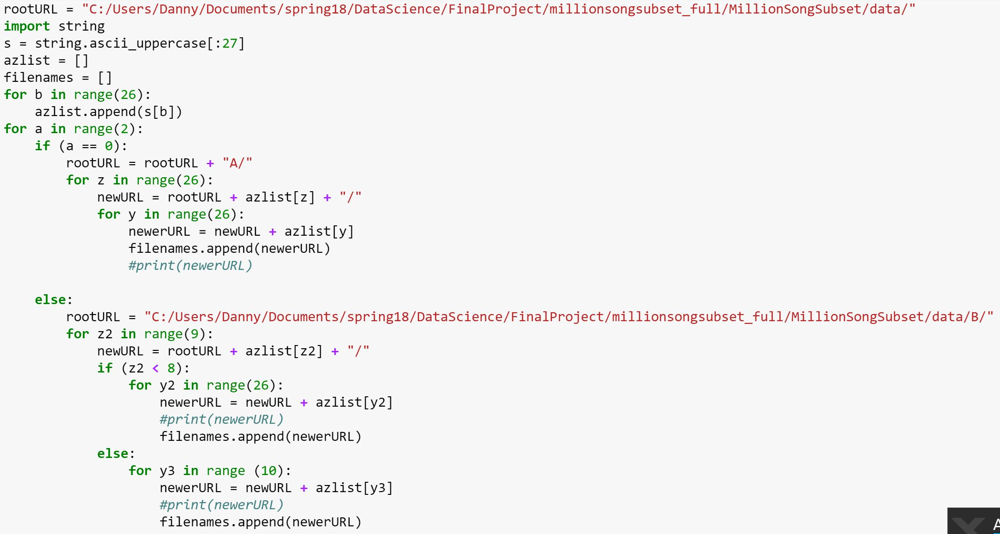 rootURL = "C:/Users/Danny/Documents/spring18/DataScience/FinalProject/millionsongsubset_full/MillionSongSubset/data/"
import string
s = string.ascii_uppercase[:27]
azlist = []
filenames = []
for b in range(26):
    azlist.append(s[b])
for a in range(2):
    if (a == 0):
        rootURL = rootURL + "A/"
        for z in range(26):
            newURL = rootURL + azlist[z] + "/"
            for y in range(26):
                newerURL = newURL + azlist[y]
                filenames.append(newerURL)
                #print(newerURL)

    else:
        rootURL = "C:/Users/Danny/Documents/spring18/DataScience/FinalProject/millionsongsubset_full/MillionSongSubset/data/B/"
        for z2 in range(9):
            newURL = rootURL + azlist[z2] + "/"
            if (z2 < 8):
                for y2 in range(26):
                    newerURL = newURL + azlist[y2]
                    #print(newerURL)
                    filenames.append(newerURL)
            else:
                for y3 in range (10):
                    newerURL = newURL + azlist[y3]
                    #print(newerURL)
                    filenames.append(newerURL)